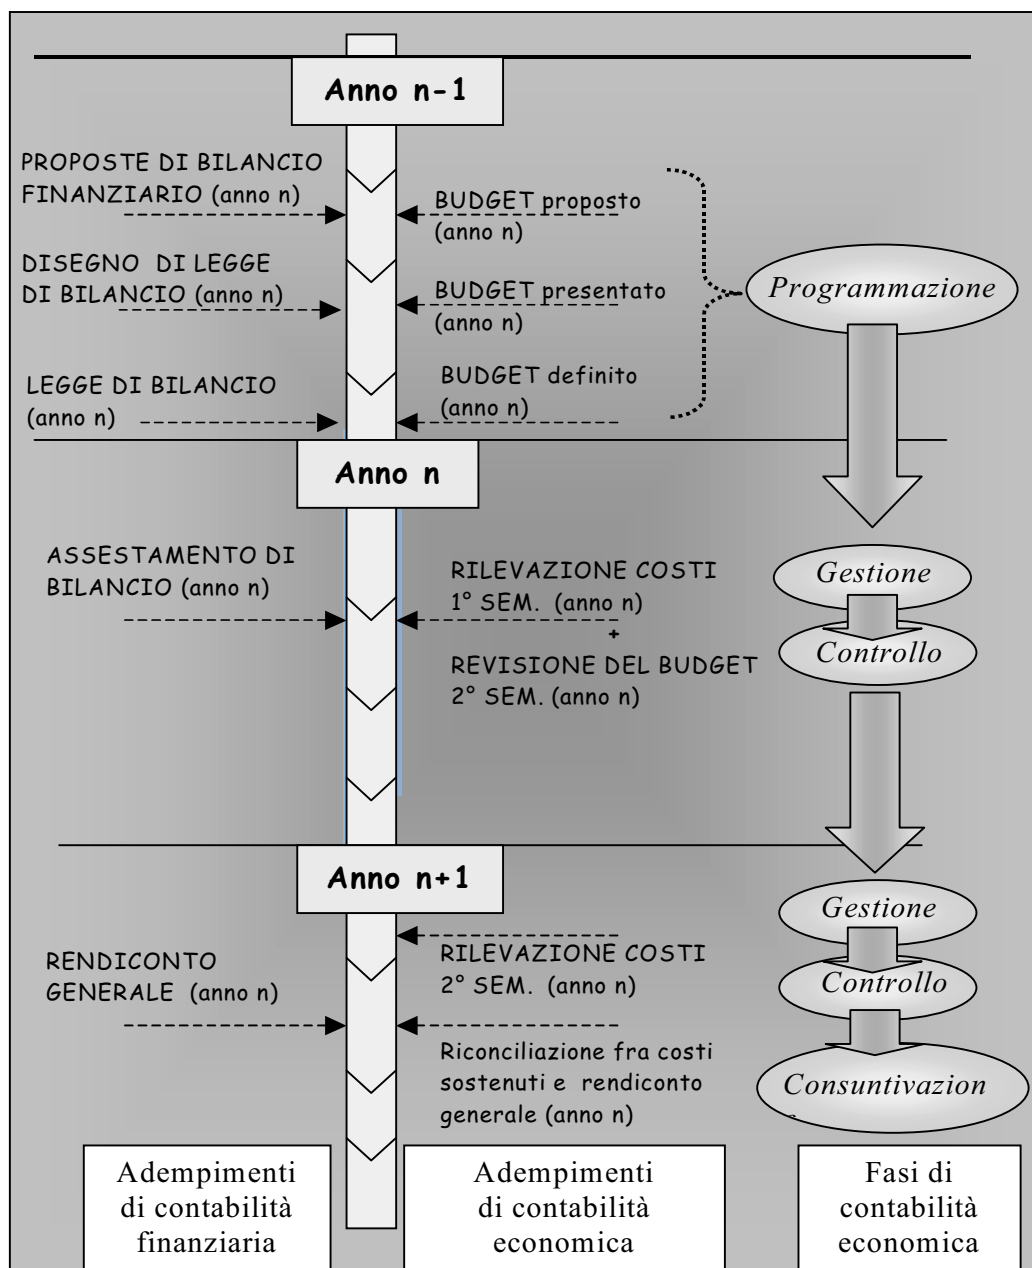 Anno n-1
PROPOSTE DI BILANCIO
FINANZIARIO (anno n)
BUDGET proposto
(anno n)
DISEGNO DI LEGGE
DI BILANCIO (anno n)
BUDGET presentato
(anno n)
Programmazione
LEGGE DI BILANCIO
(anno n)
BUDGET definito
(anno n)
Anno n
ASSESTAMENTO DI
BILANCIO (anno n)
RILEVAZIONE COSTI
1° SEM. (anno n)
+
REVISIONE DEL BUDGET
2° SEM. (anno n)
Gestione
Controllo
Anno n+1
RENDICONTO
GENERALE (anno n)
RILEVAZIONE COSTI
2° SEM. (anno n)
Riconciliazione fra costi
sostenuti e rendiconto
generale (anno n)
Gestione
Controllo
Consuntivazion
Adempimenti
di contabilità
finanziaria
Adempimenti
di contabilità
economica
Fasi di
contabilità
economica